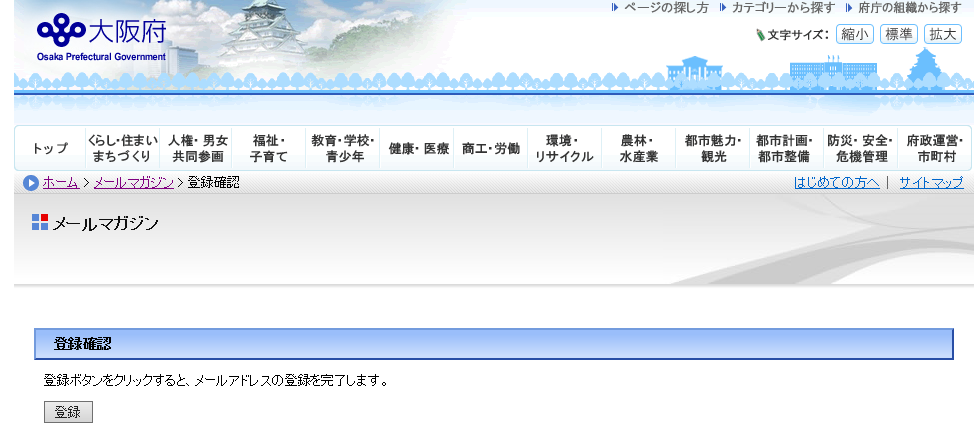 ページの探し方 カテゴリーから探す 府庁の組織から探す
大阪府
Osaka Prefectural Government
文字サイズ： 縮小 標準 拡大
トップ
くらし・住まい
まちづくり
人権・男女
共同参画
福祉・
子育て
教育・学校・
青少年
健康・医療
商工・労働
環境・
リサイクル
農林・
水産業
都市魅力・
観光
都市計画・
都市整備
防災・安全・
危機管理
府政運営・
市町村
ホーム > メールマガジン > 登録確認
はじめての方へ | サイトマップ
メールマガジン
登録確認
登録ボタンをクリックすると、メールアドレスの登録を完了します。
登録